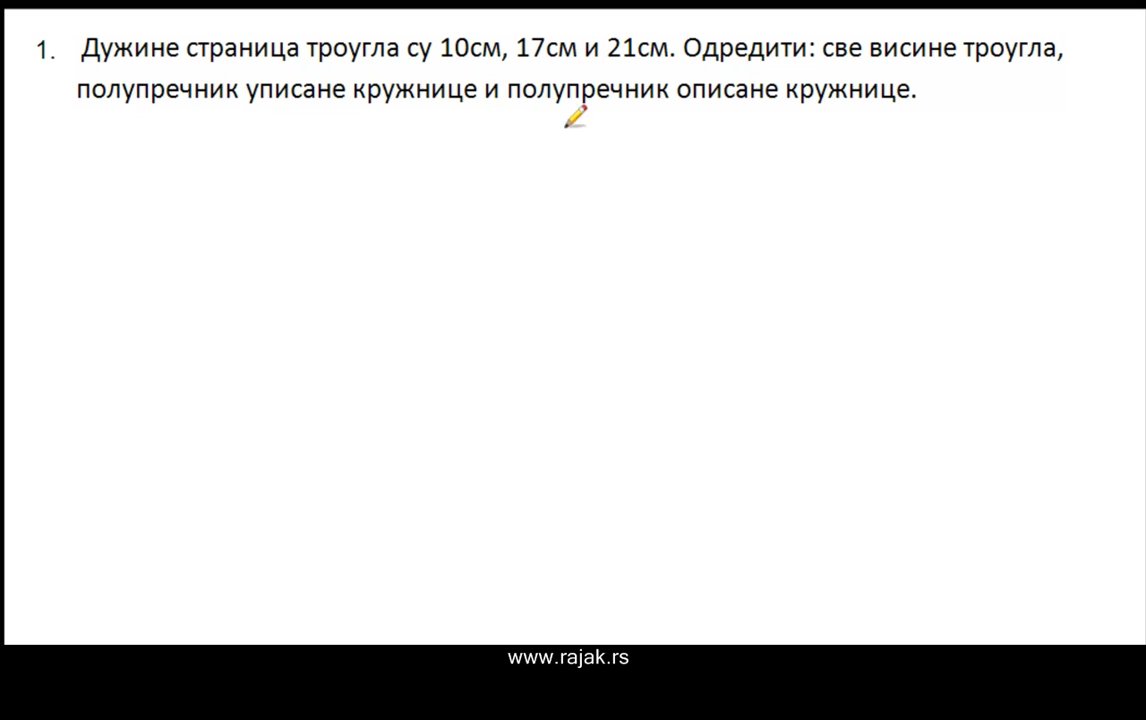 1. Дужине страница троугла су 10см, 17см и 21см. Одредити: све висине троугла,
полупречник уписане кружнице и полупречник описане кружнице.
www.rajak.rs